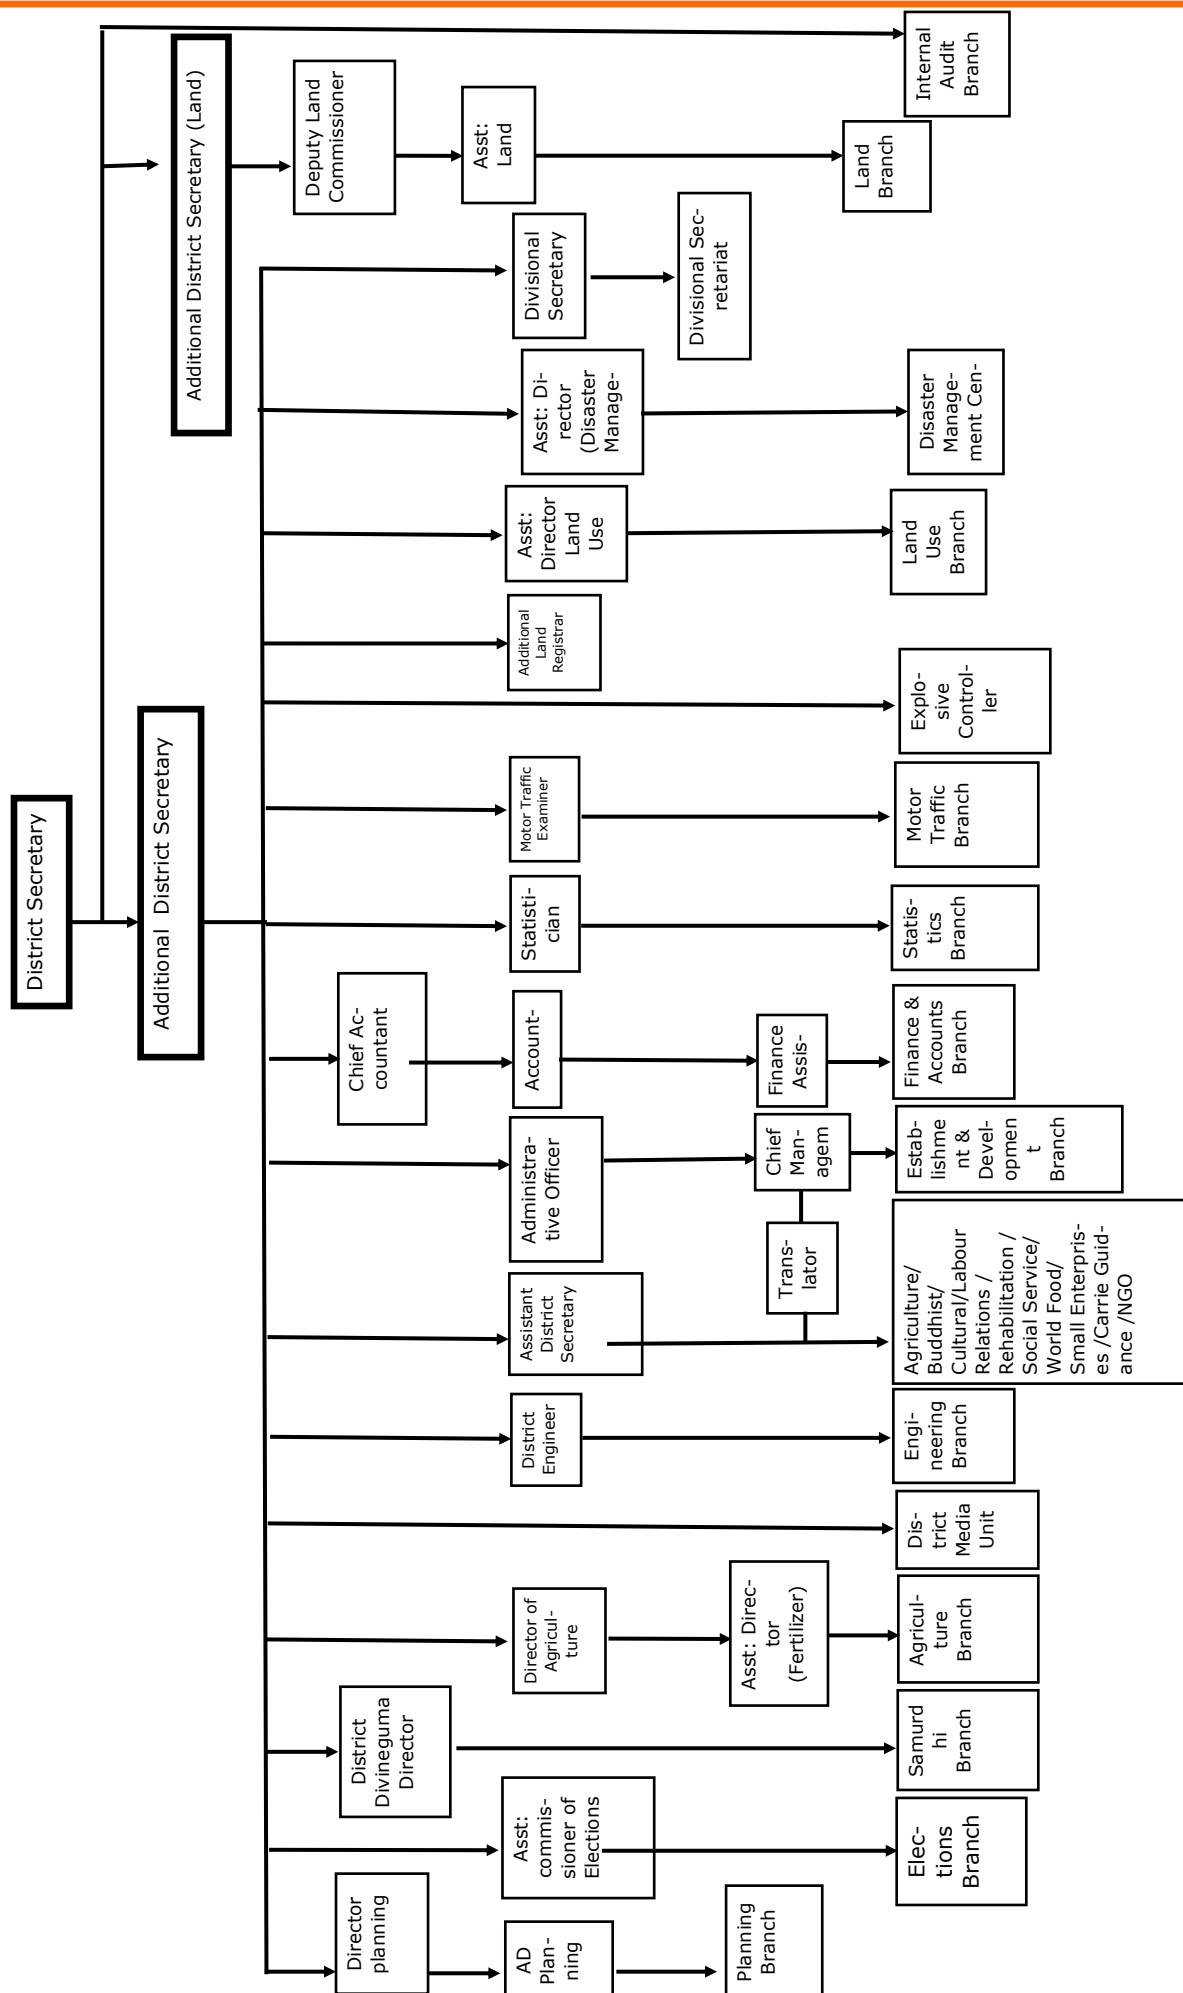 District Secretary
Additional District Secretary
Additional District Secretary (Land)
Director
planning
AD
Plan-
ning
Planning
Branch
Asst:
commis-
sioner of
Elections
Elec-
tions
Branch
District
Divineguma
Director
Samurd
hi
Branch
Director of
Agricul-
ture
Asst: Direc-
tor
(Fertilizer)
Agricul-
ture
Branch
Dis-
trict
Media
Unit
District
Engineer
Engi-
neering
Branch
Assistant
District
Secretary
Trans-
lator
Agriculture/
Buddhist/
Cultural/Labour
Relations /
Rehabilitation /
Social Service/
World Food/
Small Enterpris-
es /Carrie Guid-
ance /NGO
Administra-
tive Officer
Chief
Man-
agem
Estab-
lishme
nt &
Devel-
opmen
t
Branch
Chief Ac-
countant
Account-
Finance
Assis-
Finance &
Accounts
Branch
Statisti-
cian
Statis-
tics
Branch
Motor Traffic
Examiner
Motor
Traffic
Branch
Explo-
sive
Control-
ler
Additional
Land
Registrar
Asst:
Director
Land
Use
Land
Use
Branch
Asst: Di-
rector
(Disaster
Manage-
Disaster
Manage-
ment Cen-
Divisional
Secretary
Divisional Sec-
retariat
Deputy Land
Commissioner
Asst:
Land
Land
Branch
Internal
Audit
Branch